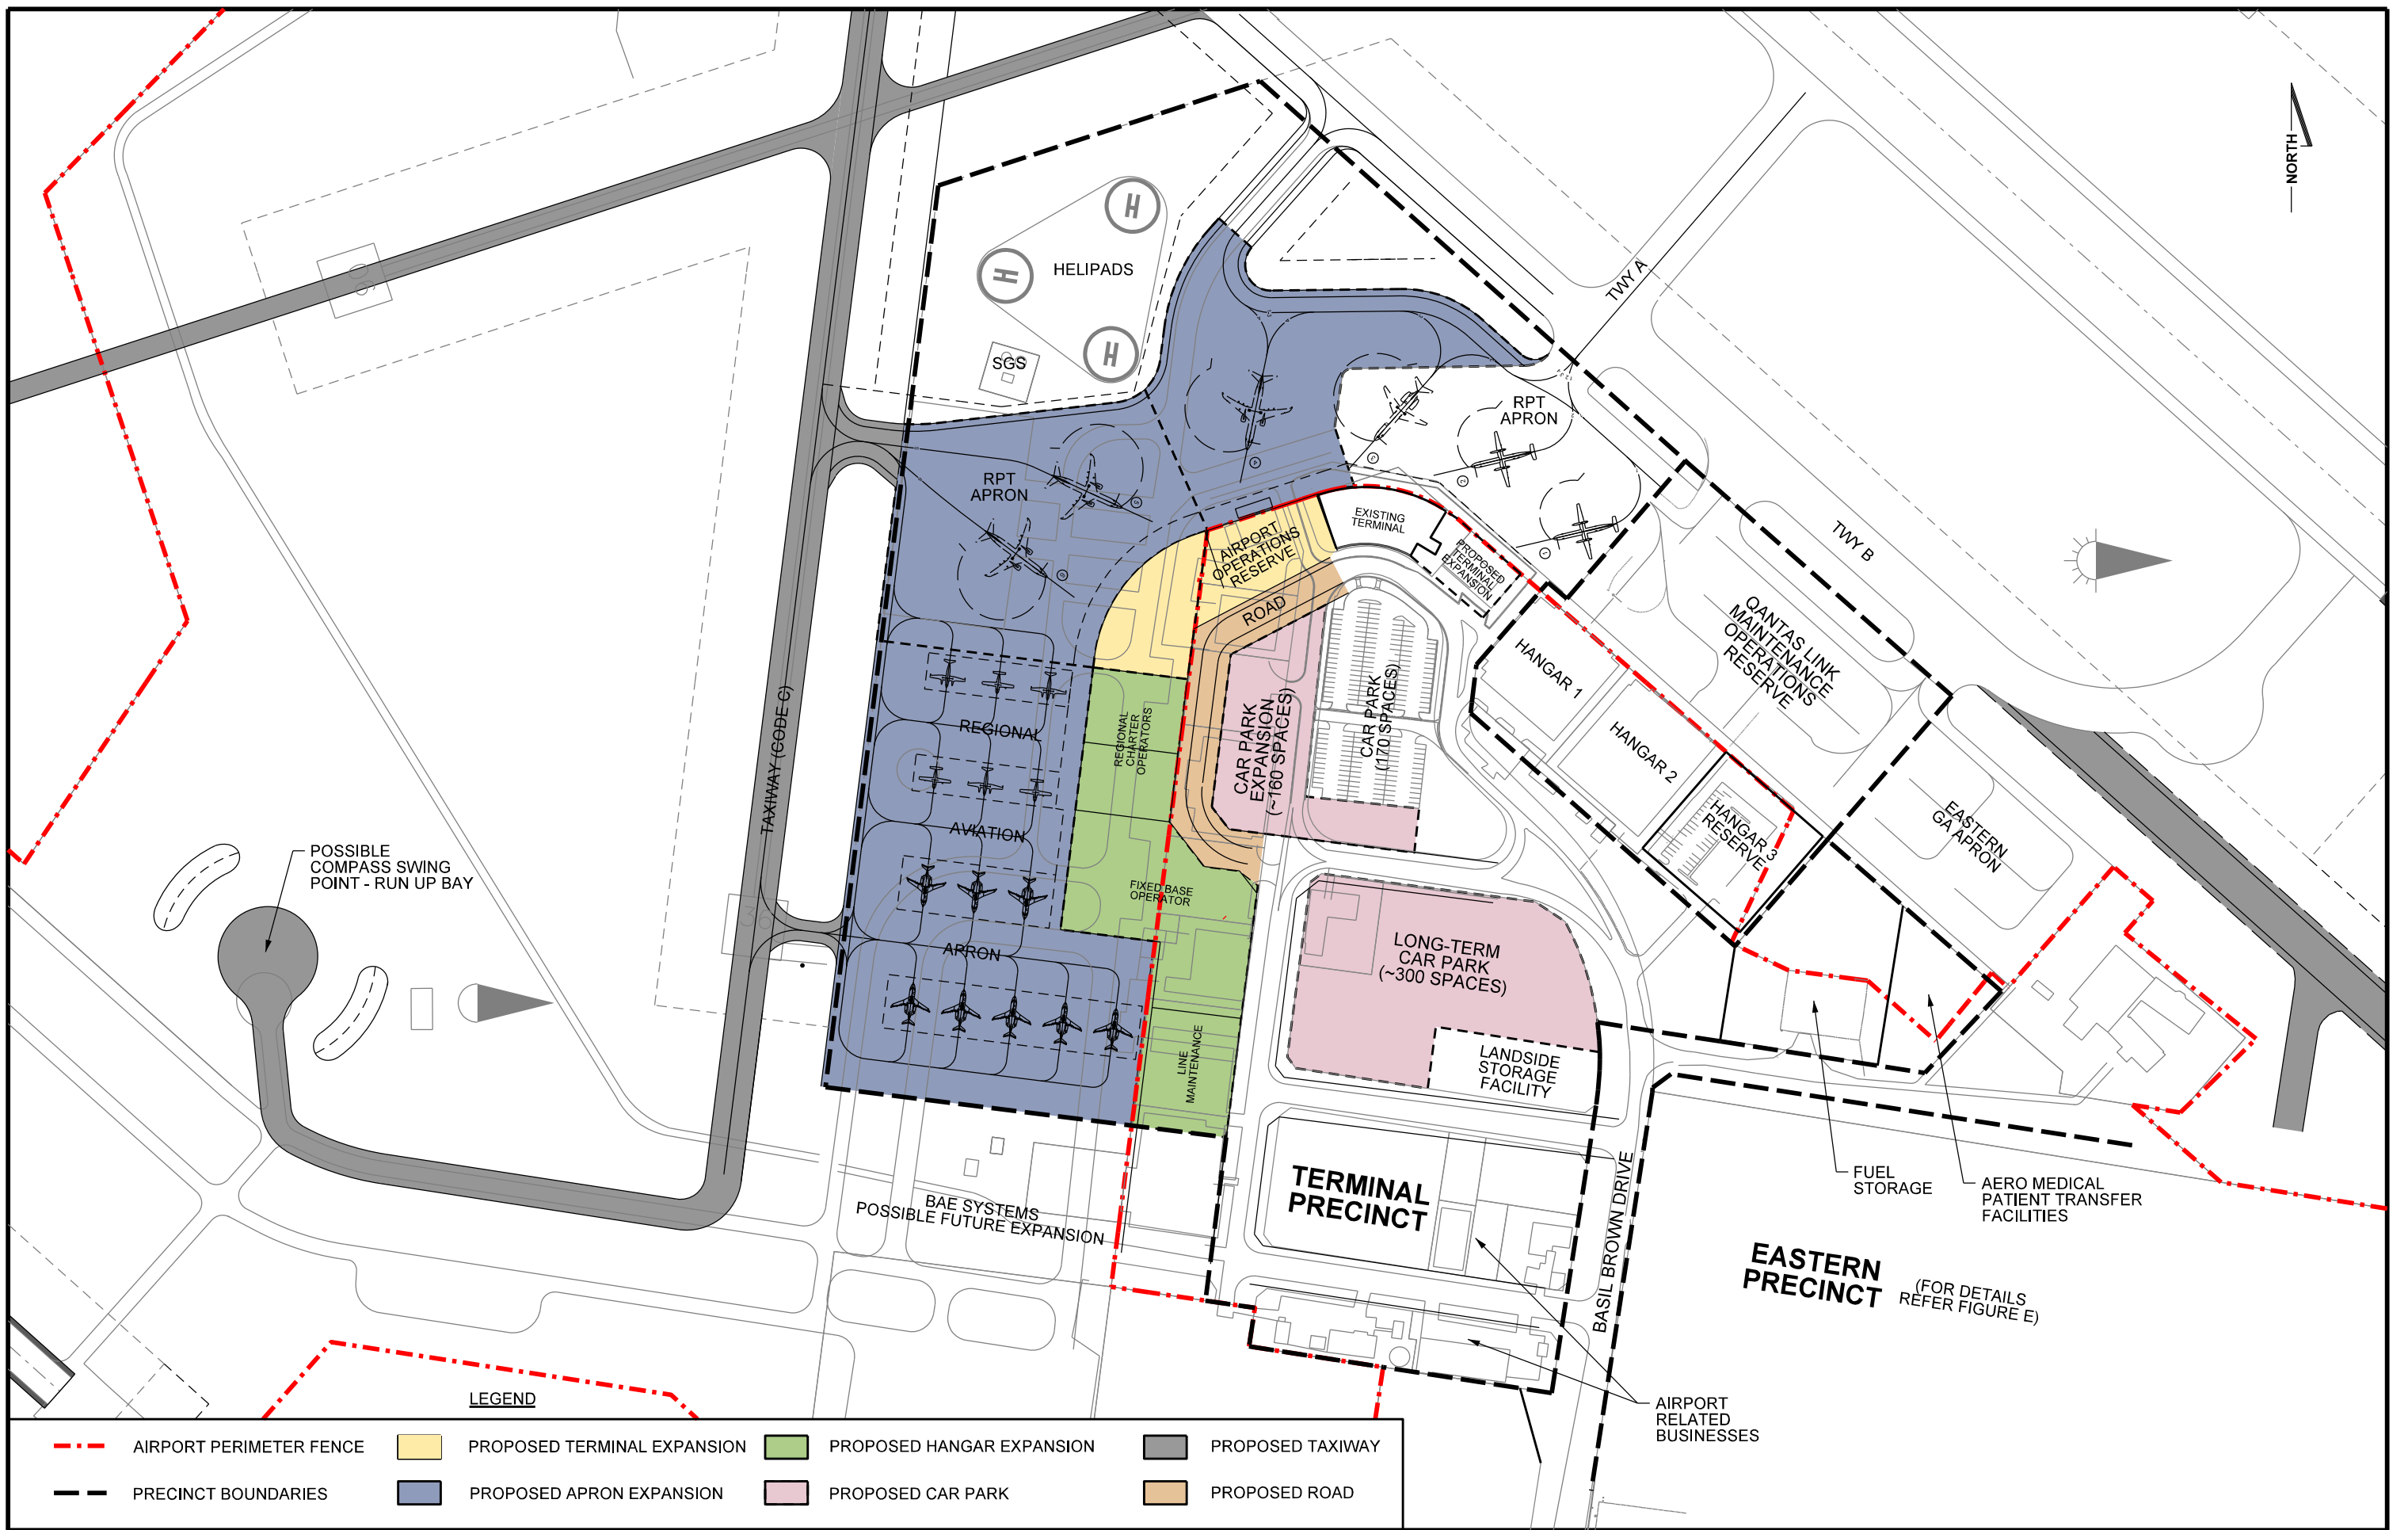 NORTH
H
H
H
HELIPADS
SGS
TWY A
RPT
APRON
RPT
APRON
4
3
2
1
5
6
EXISTING
TERMINAL
AIRPORT
OPERATIONS
RESERVE
PROPOSED
TERMINAL
EXPANSION
TWY B
ROAD
QANTAS LINK
MAINTENANCE
OPERATIONS
RESERVE
HANGAR 1
HANGAR 2
HANGAR 3
RESERVE
CAR PARK
(170 SPACES)
CAR PARK
EXPANSION
(~160 SPACES)
REGIONAL
CHARTER
OPERATORS
REGIONAL
AVIATION
APRON
TAXIWAY (CODE C)
EASTERN
GA APRON
POSSIBLE
COMPASS SWING
POINT - RUN UP BAY
FIXED BASE
OPERATOR
LONG-TERM
CAR PARK
(~300 SPACES)
LINE
MAINTENANCE
LANDSIDE
STORAGE
FACILITY
FUEL
STORAGE
AERO MEDICAL
PATIENT TRANSFER
FACILITIES
TERMINAL
PRECINCT
BASIL BROWN DRIVE
BAE SYSTEMS
POSSIBLE FUTURE EXPANSION
EASTERN
PRECINCT
(FOR DETAILS
REFER FIGURE E)
AIRPORT
RELATED
BUSINESSES
LEGEND
AIRPORT PERIMETER FENCE
PROPOSED TERMINAL EXPANSION
PROPOSED HANGAR EXPANSION
PROPOSED TAXIWAY
PRECINCT BOUNDARIES
PROPOSED APRON EXPANSION
PROPOSED CAR PARK
PROPOSED ROAD